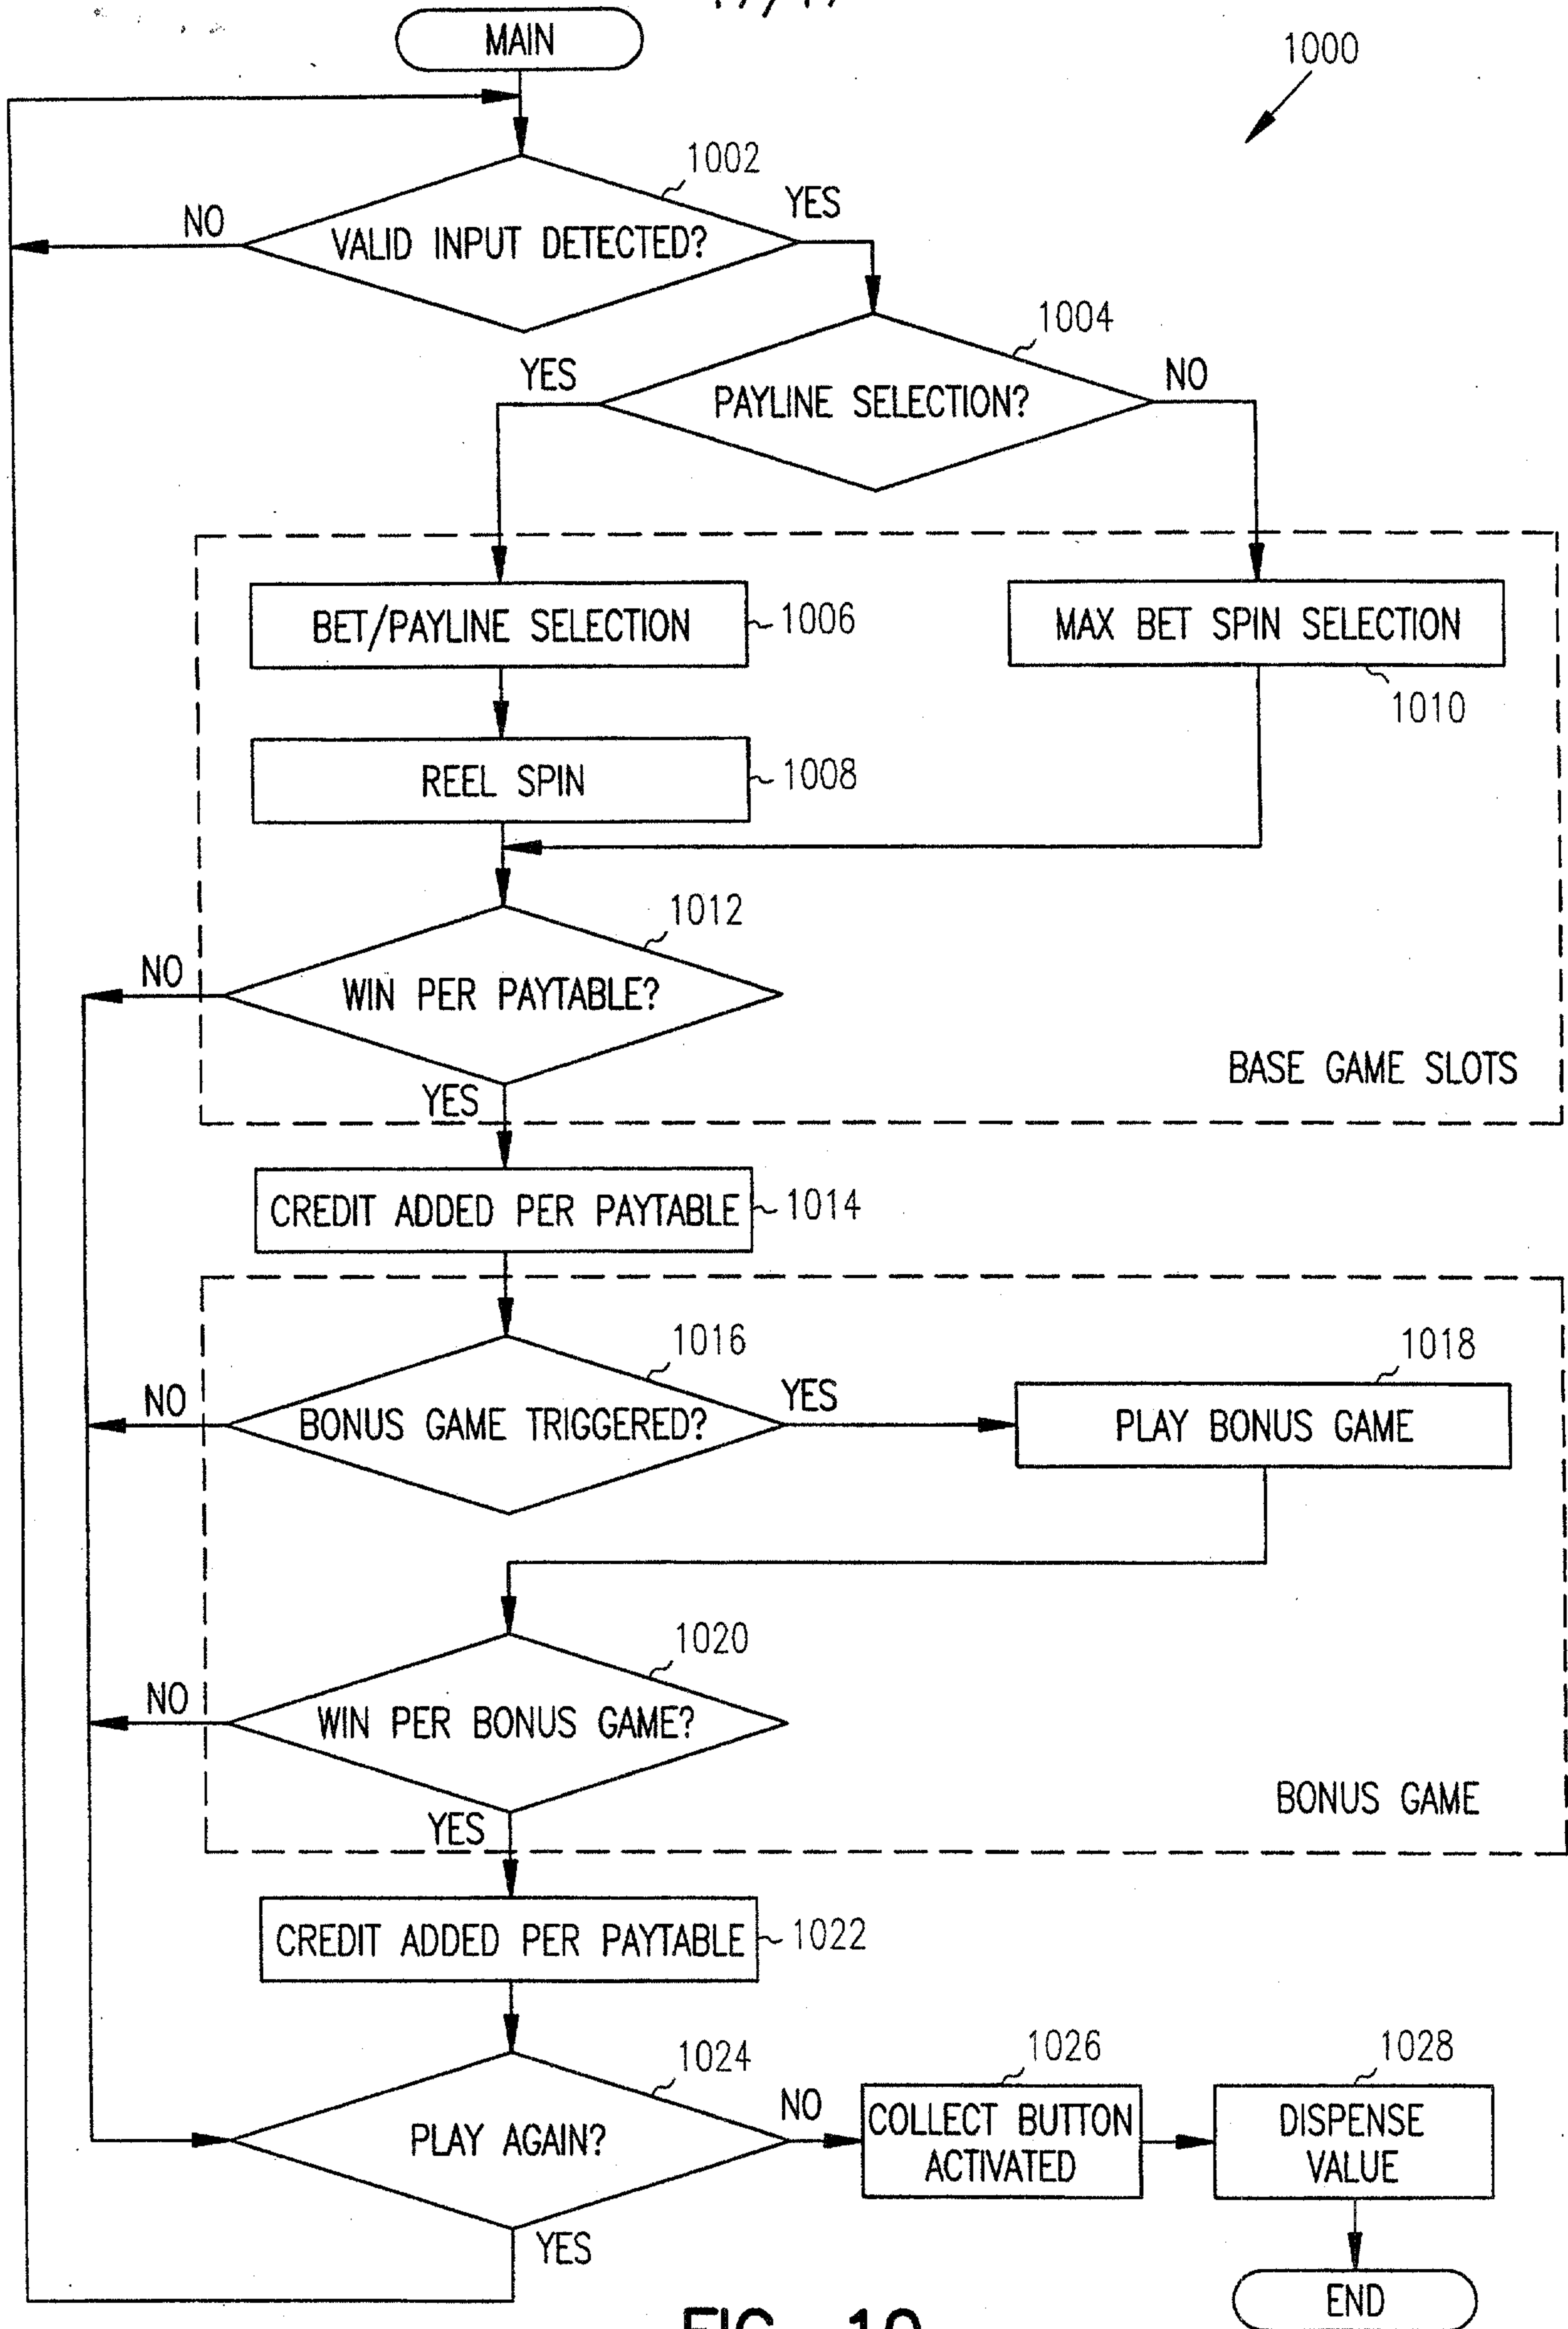 MAIN
1000
1002
NO
YES
VALID INPUT DETECTED?
1004
YES
NO
PAYLINE SELECTION?
BET/PAYLINE SELECTION
1006
MAX BET SPIN SELECTION
1010
REEL SPIN
1008
1012
NO
WIN PER PAYTABLE?
YES
BASE GAME SLOTS
CREDIT ADDED PER PAYTABLE
1014
1016
1018
NO
YES
BONUS GAME TRIGGERED?
PLAY BONUS GAME
1020
NO
WIN PER BONUS GAME?
YES
BONUS GAME
CREDIT ADDED PER PAYTABLE
1022
1024
1026
1028
NO
PLAY AGAIN?
COLLECT BUTTON
ACTIVATED
DISPENSE
VALUE
YES
END